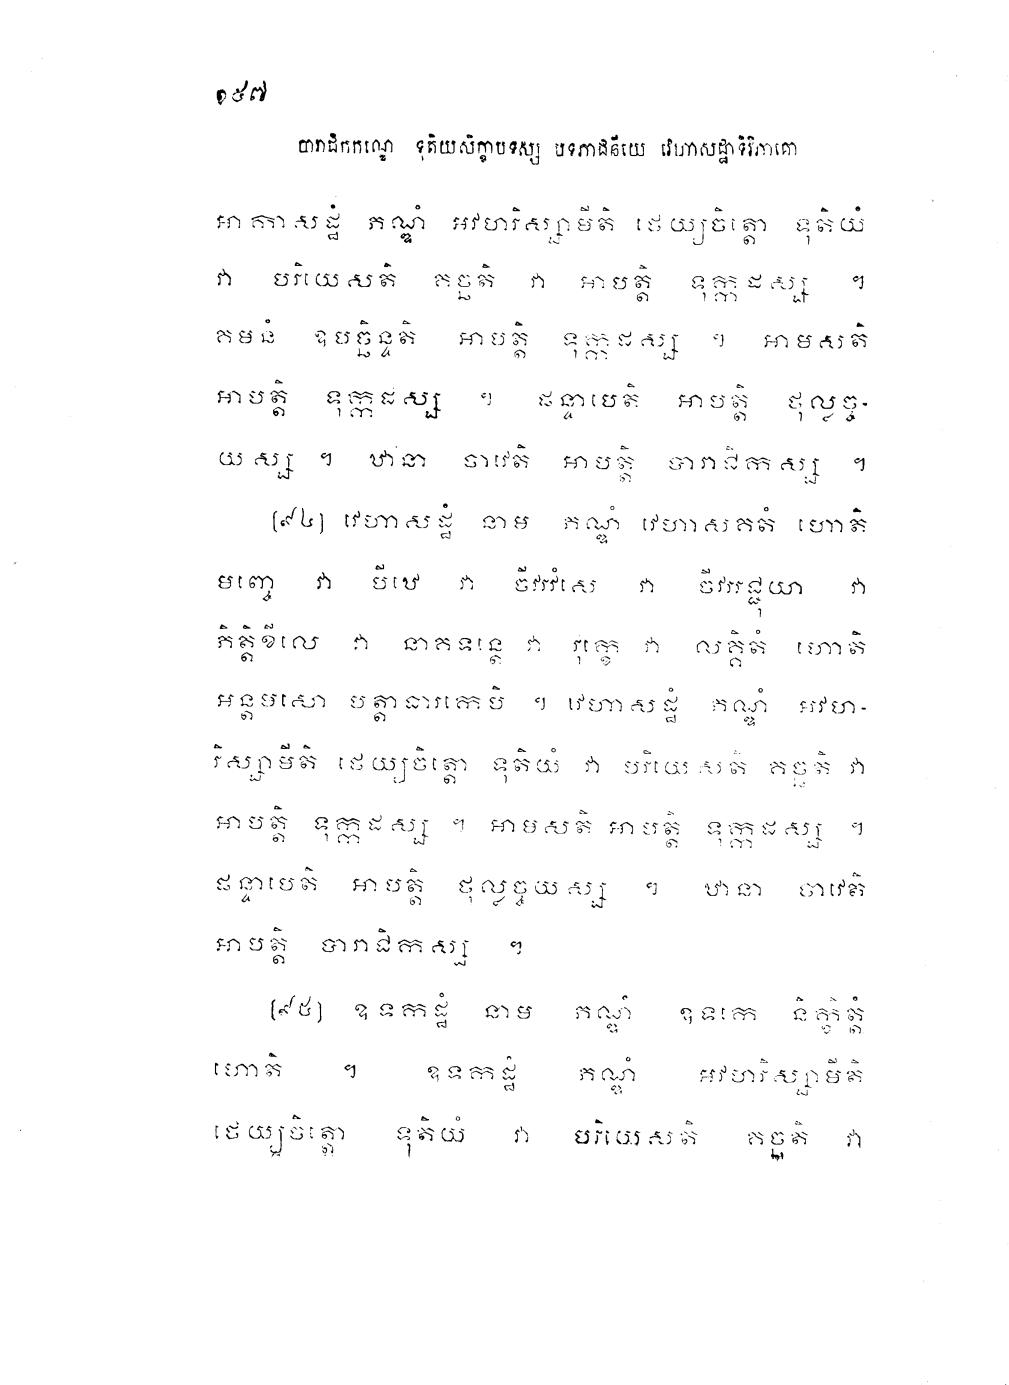 ១៥៧
បារាជិកកណ្ឌេ ទុតិយសិក្ខាបទស្ស បទភាជនីយេ វេហាសដ្ឋាទិវិភាគោ
អាកាសដ្ឋំ ភណ្ឌំ អវហរិស្សាមីតិ ថេយ្យចិត្តោ ទុតិយំ
វា បរិយេសតិ គច្ឆតិ វា អាបត្តិ ទុក្កដស្ស ។
គមនំ ឧបច្ឆិន្ទតិ អាបត្តិ ទុក្កដស្ស ។ អាមសតិ
អាបត្តិ ទុក្កដស្ស ។ ផន្ទាបេតិ អាបត្តិ ថុល្លច្ច-
យស្ស ។ ឋានា ចាវេតិ អាបត្តិ បារាជិកស្ស ។
[៩៤] វេហាសដ្ឋំ នាម ភណ្ឌំ វេហាសគតំ ហោតិ
មញ្ចេ វា បីឋេ វា ចីវរវំសេ វា ចីវររជ្ជុយា វា
ភិត្តិខីលេ វា នាគទន្តេ វា រុក្ខេ វា លគ្គិតំ ហោតិ
អន្តមសោ បត្តាធារកេបិ ។ វេហាសដ្ឋំ ភណ្ឌំ អវហ-
រិស្សាមីតិ ថេយ្យចិត្តោ ទុតិយំ វា បរិយេសតិ គច្ឆតិ វា
អាបត្តិ ទុក្កដស្ស ។ អាមសតិ អាបត្តិ ទុក្កដស្ស ។
ផន្ទាបេតិ អាបត្តិ ថុល្លច្ចយស្ស ។ ឋានា ចាវេតិ
អាបត្តិ បារាជិកស្ស ។
[៩៥] ឧទកដ្ឋំ នាម ភណ្ឌំ ឧទកេ និក្ខិត្តំ
ហោតិ ។ ឧទកដ្ឋំ ភណ្ឌំ អវហរិស្សាមីតិ
ថេយ្យចិត្តោ ទុតិយំ វា បរិយេសតិ គច្ឆតិ វា